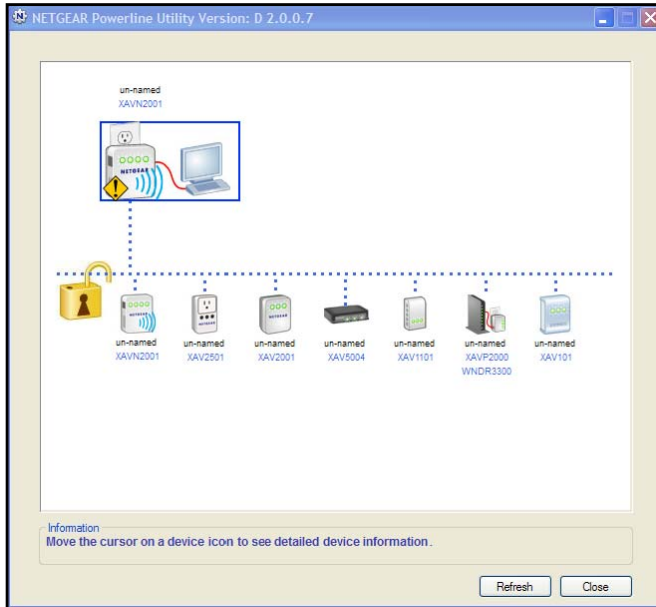 NETGEAR Powerline Utility Version: D 2.0.0.7
un-named
XAVN2001
NETGEAR
un-named un-named un-named un-named un-named un-named un-named
XAVN2001 XAV2501 XAV2001 XAV5004 XAV1101 XAVP2000 XAV101
WNDR3300
Information
Move the cursor on a device icon to see detailed device information.
Refresh Close